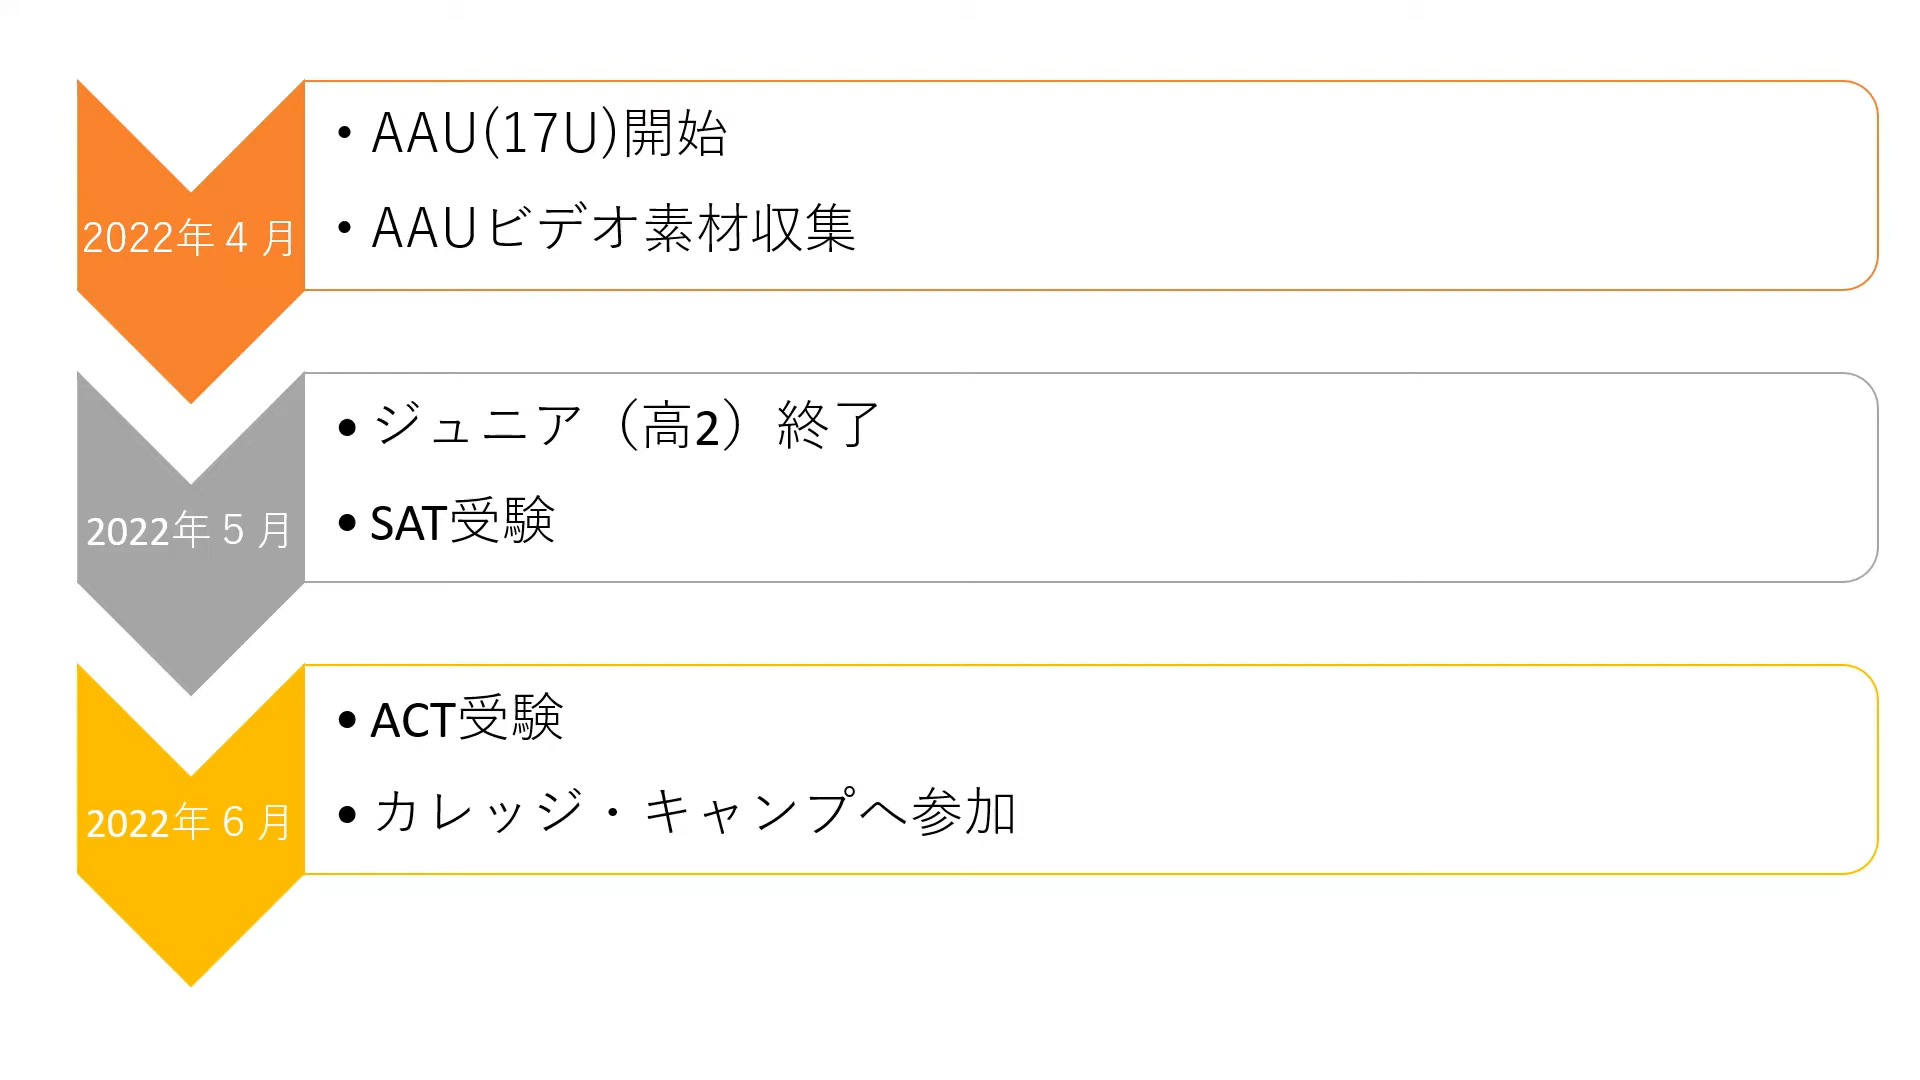 2022年４月
・AAU(17U)開始
・AAUビデオ素材収集
2022年５月
•ジュニア（高2）終了
•SAT受験
2022年６月
•ACT受験
•カレッジ・キャンプへ参加